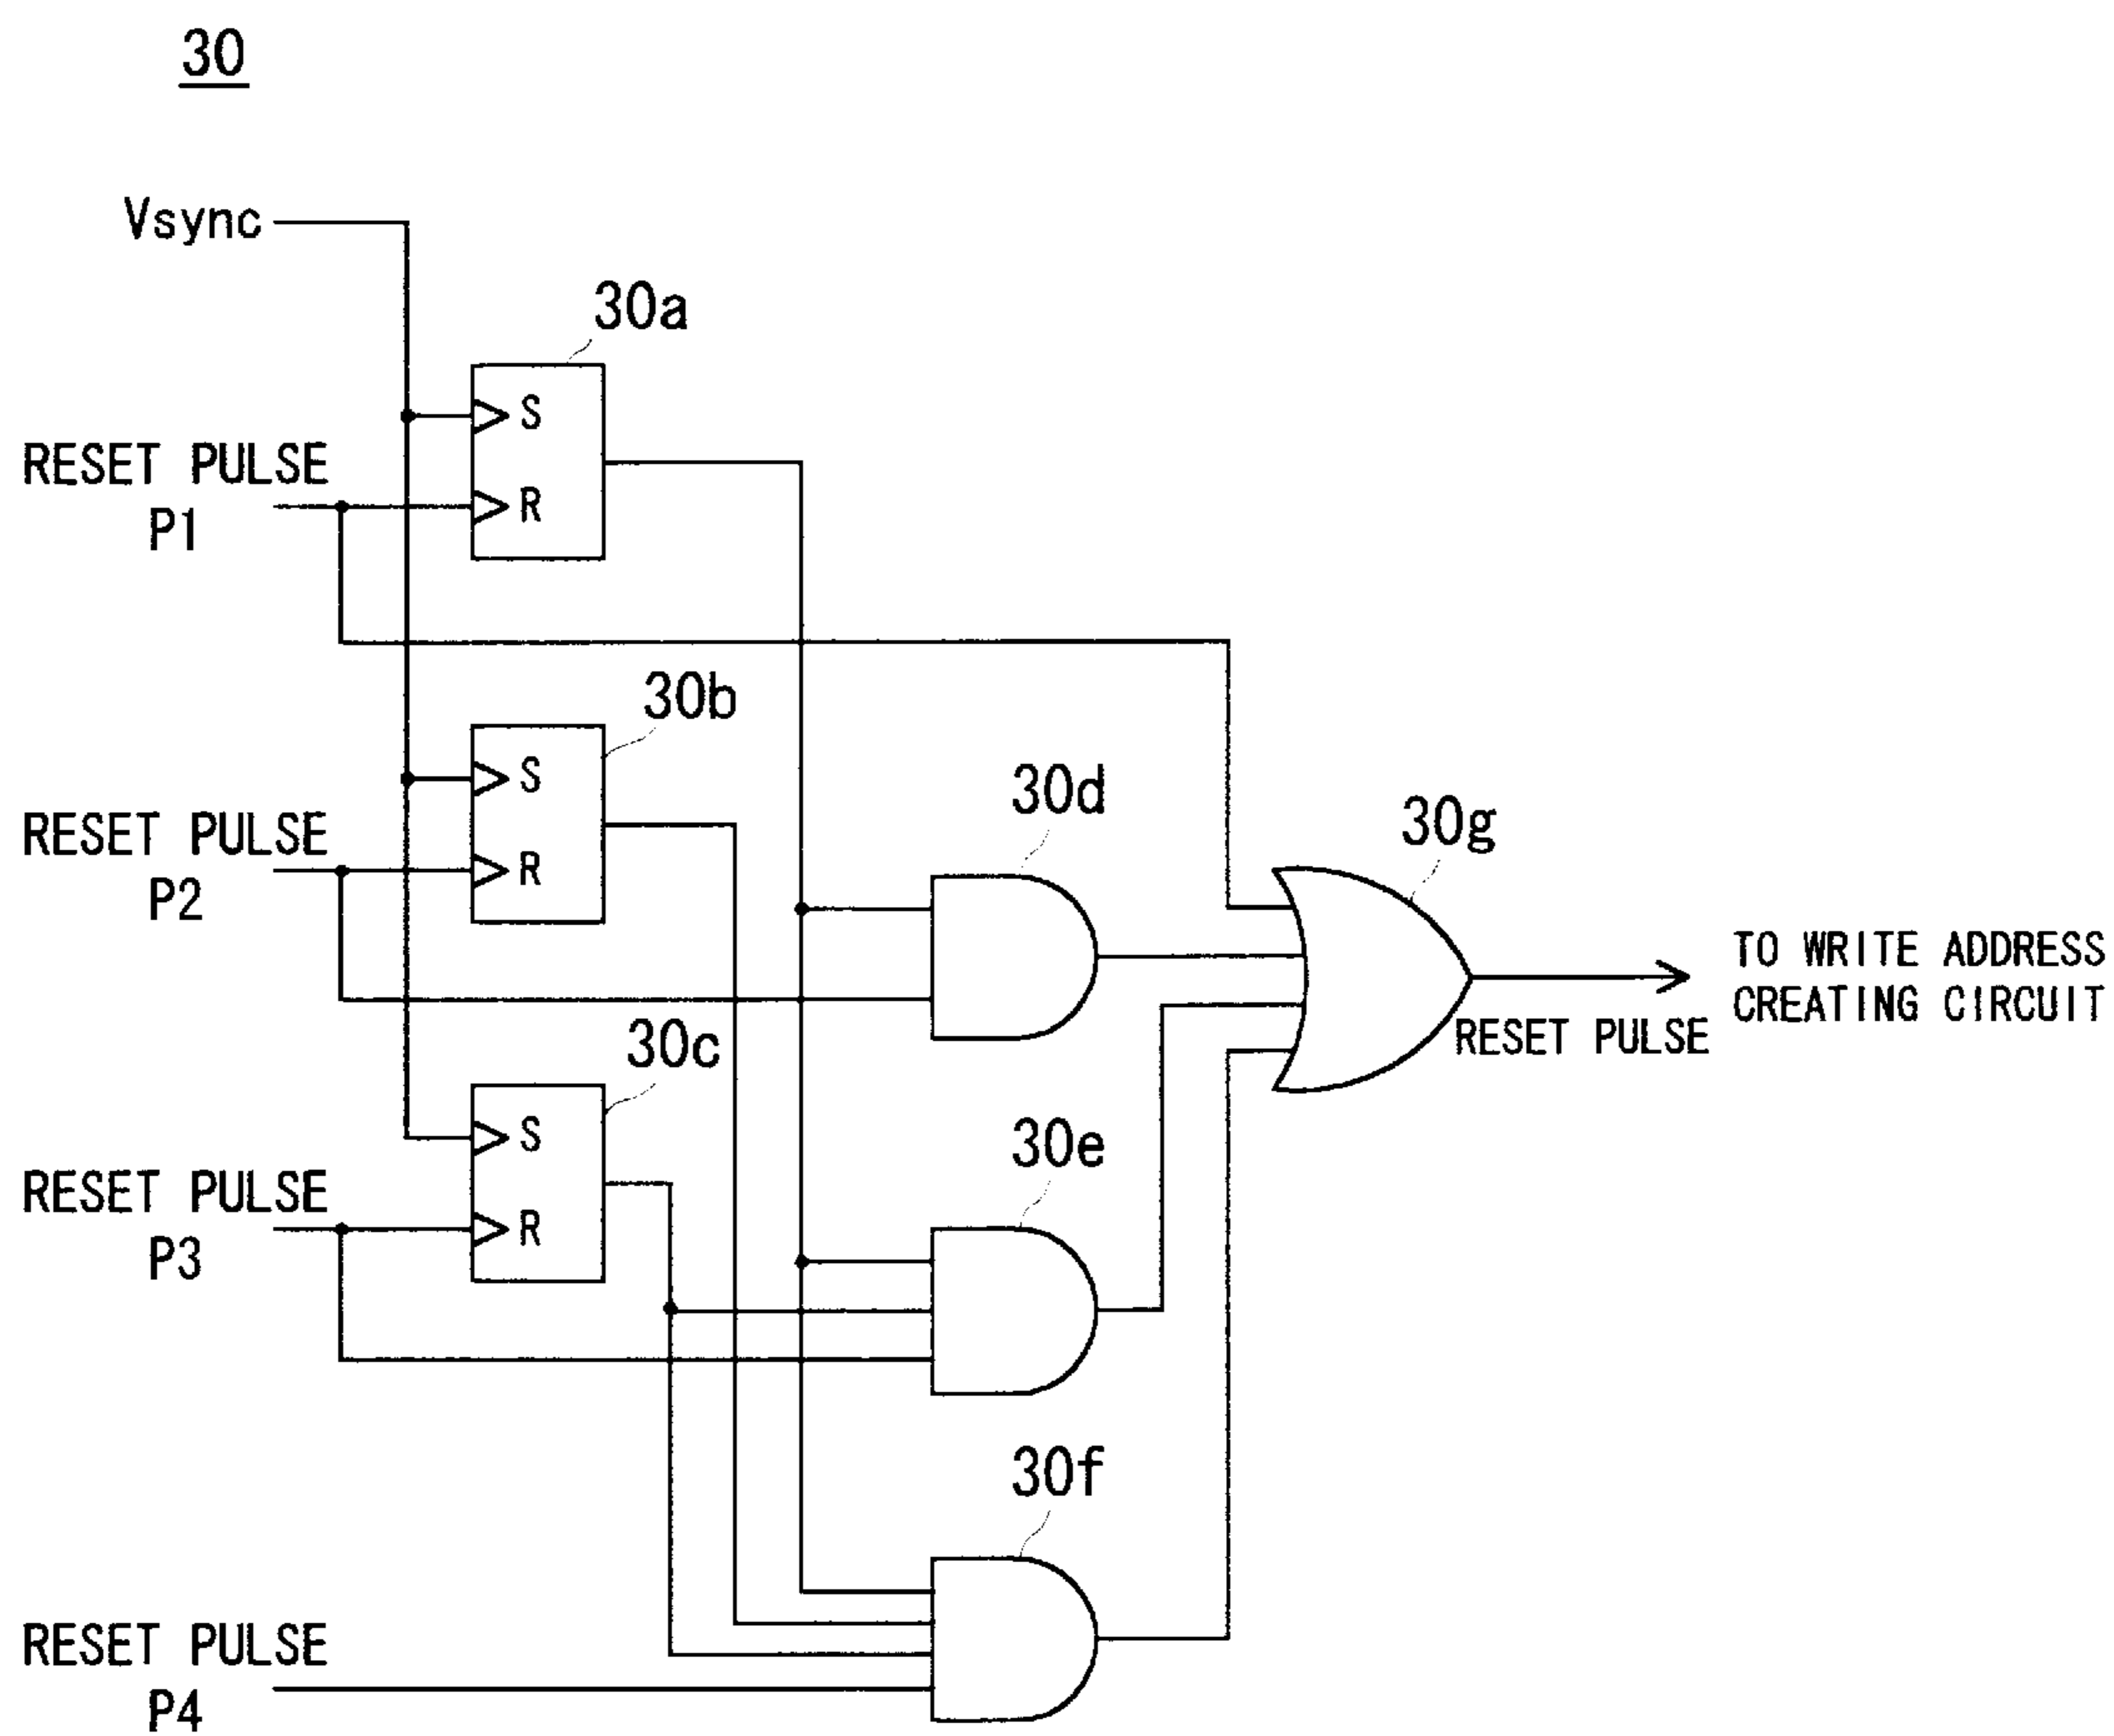 30
Vsync
30a
S
RESET PULSE
P1
R
30b
S
30d
30g
RESET PULSE
P2
R
TO WRITE ADDRESS
CREATING CIRCUIT
RESET PULSE
30c
S
30e
RESET PULSE
P3
R
30f
RESET PULSE
P4